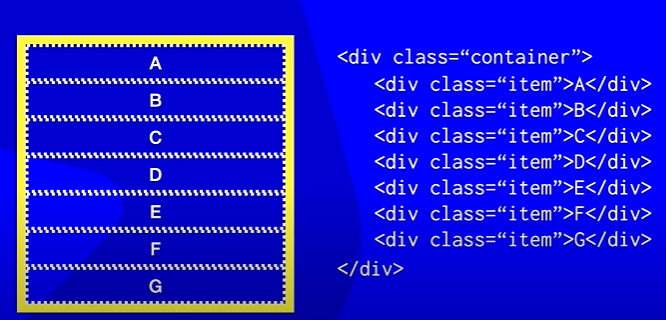 A
B
C
D
E
F
G
<div class=“container”>
<div class=“item”>A</div>
<div class=“item”>B</div>
<div class=“item”>C</div>
<div class=“item”>D</div>
<div class=“item”>E</div>
<div class=“item”>F</div>
<div class=“item”>G</div>
</div>